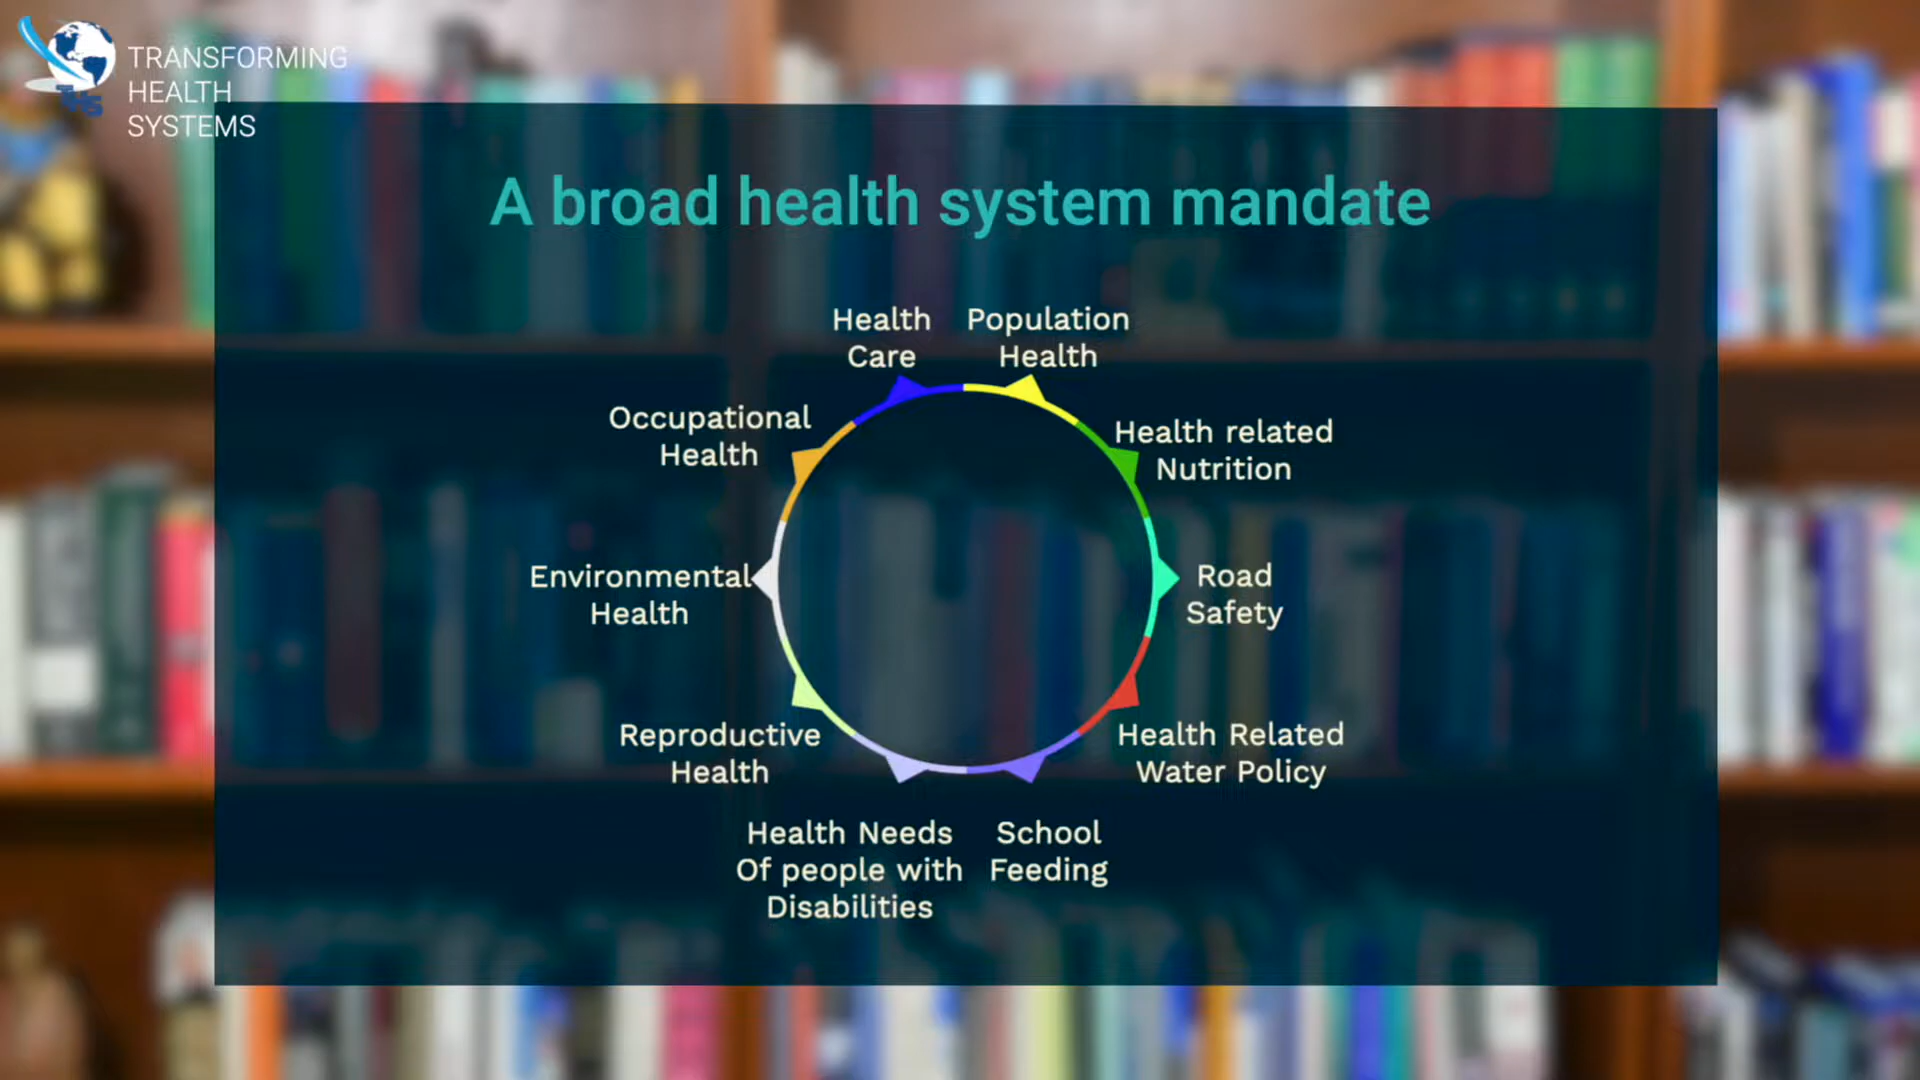 TRANSFORMING
HEALTH
SYSTEMS
THS
A broad health system mandate
Health
Care
Population
Health
Occupational
Health
Health related
Nutrition
Environmental
Health
Road
Safety
Reproductive
Health
Health Related
Water Policy
Health Needs
Of people with
Disabilities
School
Feeding